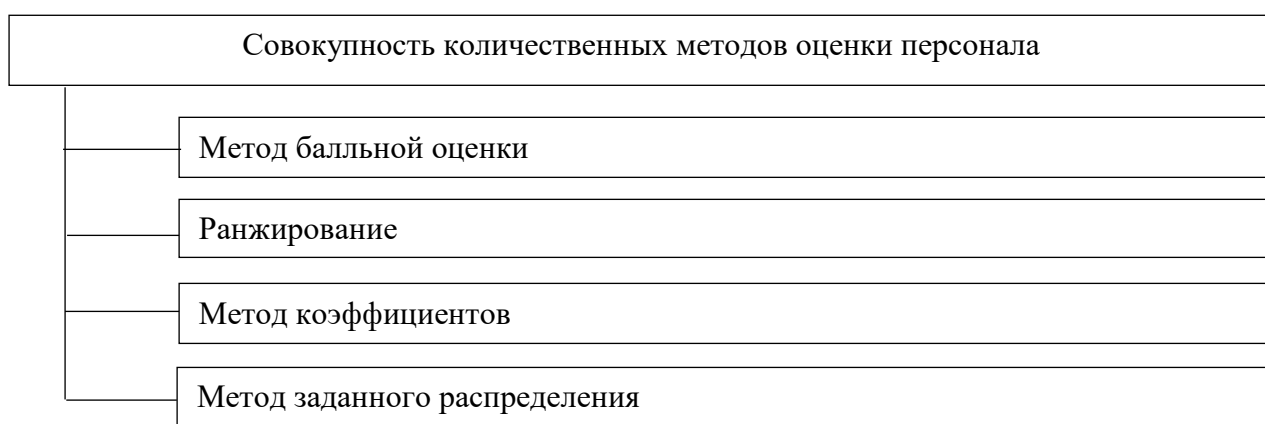 Совокупность количественных методов оценки персонала
Метод балльной оценки
Ранжирование
Метод коэффициентов
Метод заданного распределения